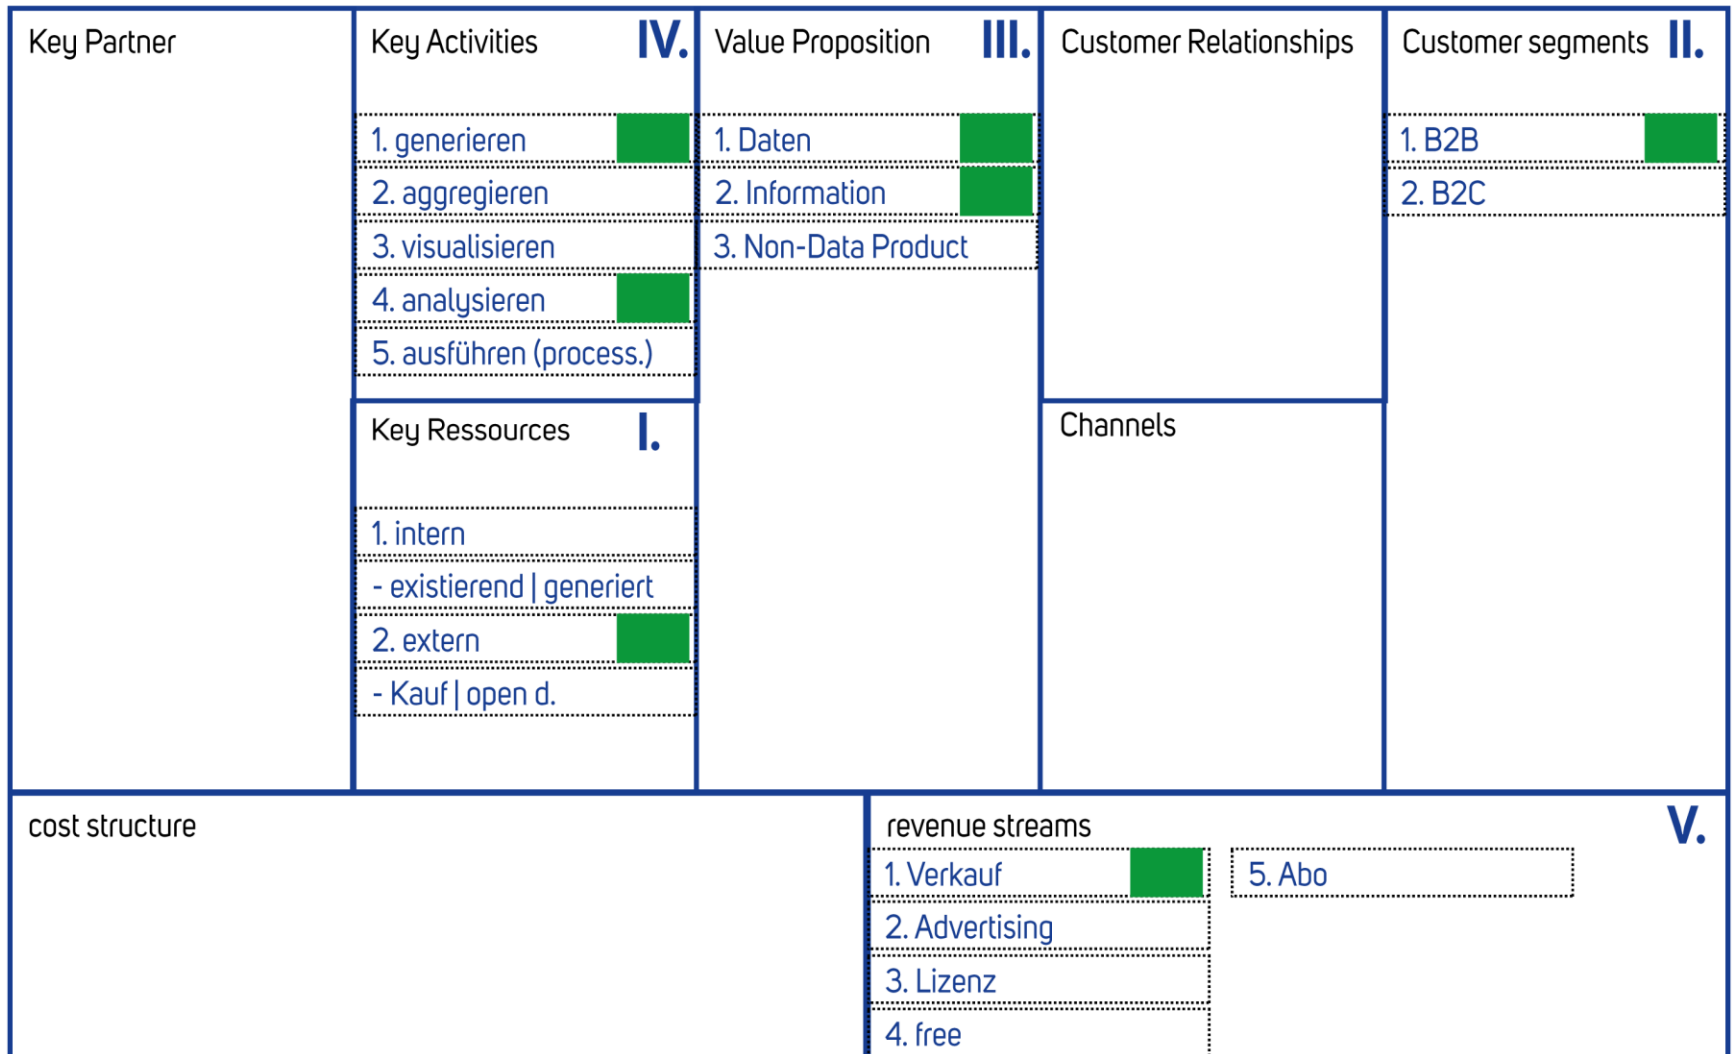 Key Partner
Key Activities IV.
1. generieren
2. aggregieren
3. visualisieren
4. analysieren
5. ausführen (process.)
Key Ressources I.
1. intern
- existierend | generiert
2. extern
- Kauf | open d.
Value Proposition III.
1. Daten
2. Information
3. Non-Data Product
Customer Relationships
Channels
Customer segments II.
1. B2B
2. B2C
cost structure
revenue streams V.
1. Verkauf
2. Advertising
3. Lizenz
4. free
5. Abo